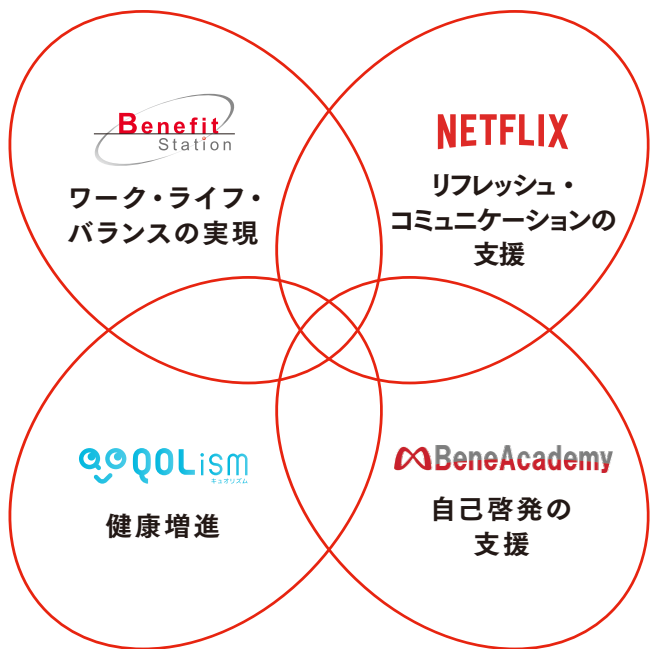 Benefit
Station
ワーク・ライフ・
バランスの実現
NETFLIX
リフレッシュ・
コミュニケーションの
支援
QOLism
キュオリズム
健康増進
BeneAcademy
自己啓発の
支援